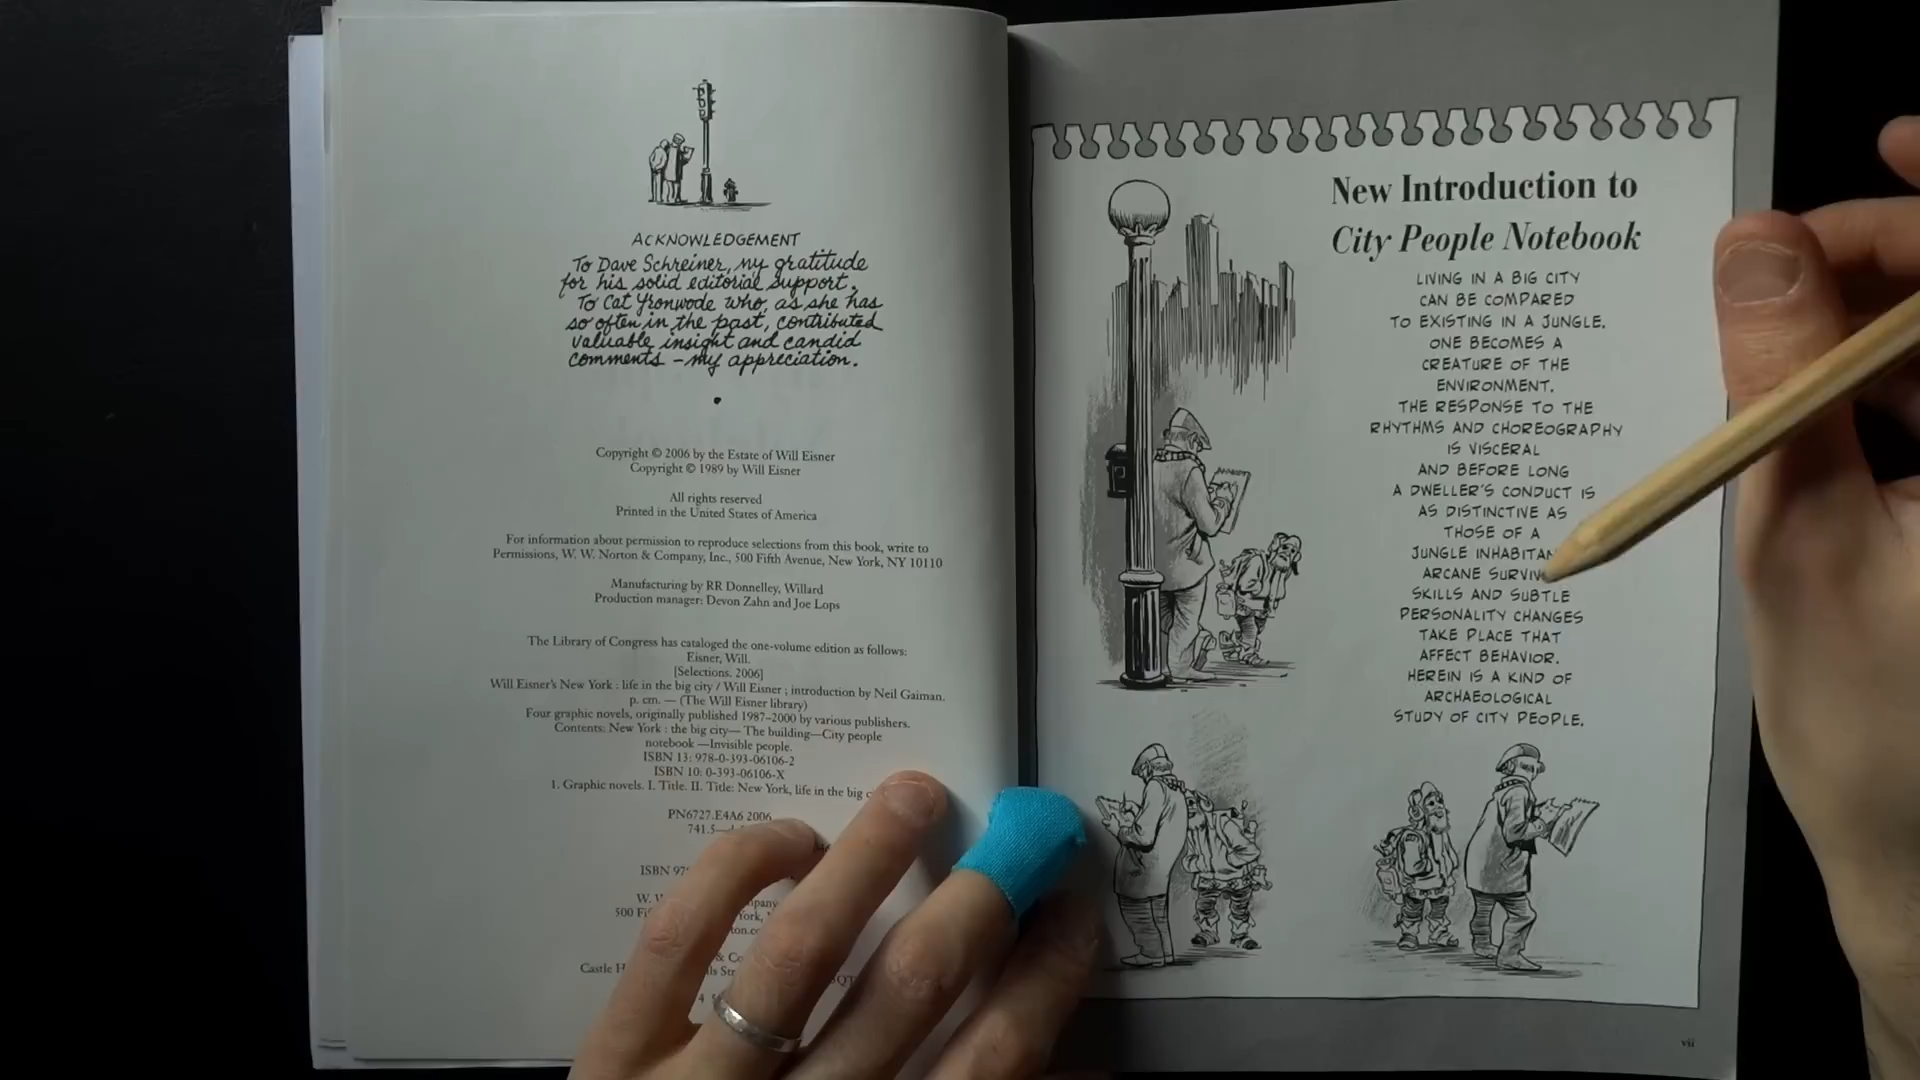 ACKNOWLEDGEMENT
To Dave Schreiner, my gratitude
for his solid editorial support.
To Cat Yronwode who, as she has
so often in the past, contributed
valuable insight and candid
comments – my appreciation.
Copyright © 2006 by the Estate of Will Eisner
Copyright © 1989 by Will Eisner
All rights reserved
Printed in the United States of America
For information about permission to reproduce selections from this book, write to
Permissions, W. W. Norton & Company, Inc., 500 Fifth Avenue, New York, NY 10110
Manufacturing by RR Donnelley, Willard
Production manager: Devon Zahn and Joe Lops
The Library of Congress has cataloged the one-volume edition as follows:
Eisner, Will.
[Selections. 2006]
Will Eisner's New York : life in the big city / Will Eisner ; introduction by Neil Gaiman.
p. cm. — (The Will Eisner library)
Four graphic novels, originally published 1987–2000 by various publishers.
Contents: New York : the big city— The building—City people
notebook —Invisible people.
ISBN 13: 978-0-393-06106-2
ISBN 10: 0-393-06106-X
1. Graphic novels. I. Title. II. Title: New York, life in the big
PN6727.E4A6 2006
741.5
ISBN
W.
500
Castle
4
New Introduction to
City People Notebook
LIVING IN A BIG CITY
CAN BE COMPARED
TO EXISTING IN A JUNGLE.
ONE BECOMES A
CREATURE OF THE
ENVIRONMENT.
THE RESPONSE TO THE
RHYTHMS AND CHOREOGRAPHY
IS VISCERAL
AND BEFORE LONG
A DWELLER'S CONDUCT IS
AS DISTINCTIVE AS
THOSE OF A
JUNGLE
ARCANE
SKILLS AND SUBTLE
PERSONALITY CHANGES
TAKE PLACE THAT
AFFECT BEHAVIOR.
HEREIN IS A KIND OF
ARCHAEOLOGICAL
STUDY OF CITY PEOPLE.
vii